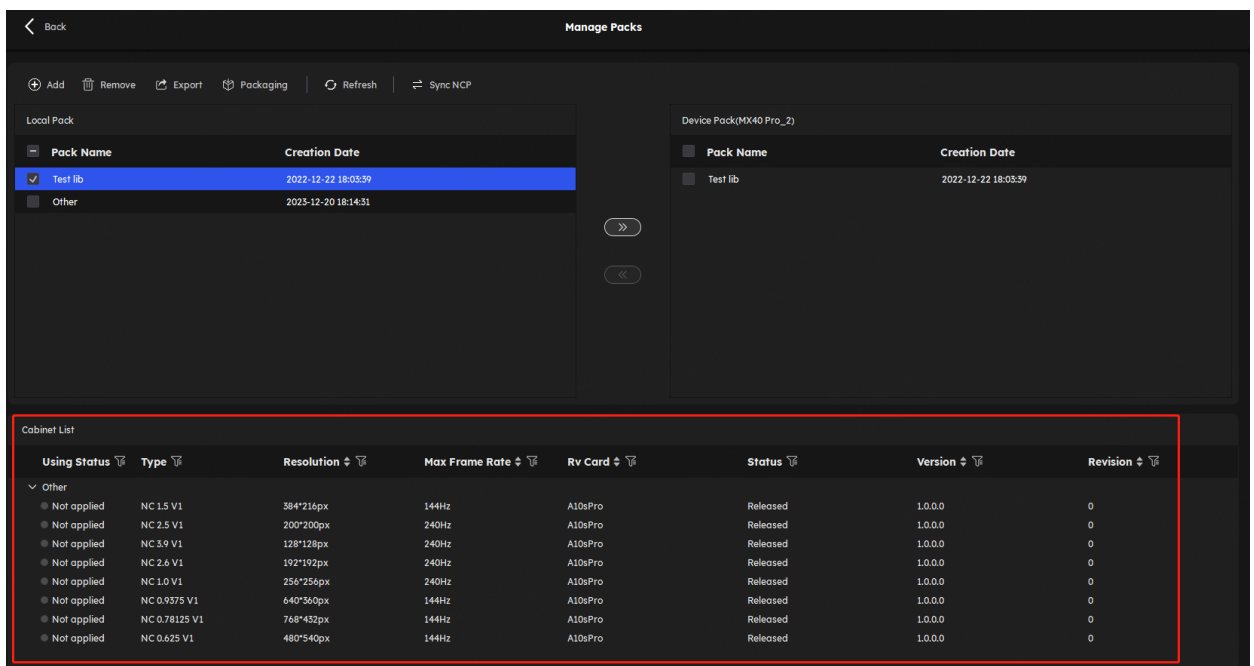 Back Manage Packs
Add Remove Export Packaging Refresh Sync NCP
Local Pack Device Pack(MX40 Pro_2)
Pack Name Creation Date Pack Name Creation Date
Test lib 2022-12-22 18:03:39 Test lib 2022-12-22 18:03:39
Other 2023-12-20 18:14:31
Cabinet List
Using Status Type Resolution Max Frame Rate Rv Card Status Version Revision
Other
Not applied NC 1.5 V1 384*216px 144Hz A10sPro Released 1.0.0.0 0
Not applied NC 2.5 V1 200*200px 240Hz A10sPro Released 1.0.0.0 0
Not applied NC 3.9 V1 128*128px 240Hz A10sPro Released 1.0.0.0 0
Not applied NC 2.6 V1 192*192px 240Hz A10sPro Released 1.0.0.0 0
Not applied NC 1.0 V1 256*256px 240Hz A10sPro Released 1.0.0.0 0
Not applied NC 0.9375 V1 640*360px 144Hz A10sPro Released 1.0.0.0 0
Not applied NC 0.78125 V1 768*432px 144Hz A10sPro Released 1.0.0.0 0
Not applied NC 0.625 V1 480*540px 144Hz A10sPro Released 1.0.0.0 0